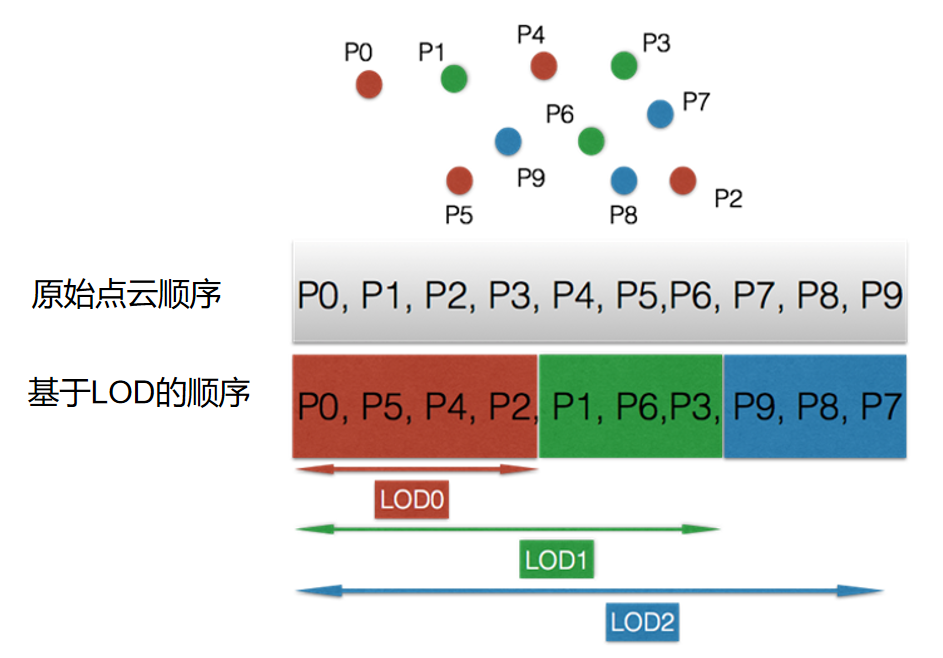 P4
P3
P0
P1
P7
P6
P9
P2
P5
P8
原始点云顺序
P0, P1, P2, P3, P4, P5,P6, P7, P8, P9
基于LOD的顺序
P0, P5, P4, P2, P1, P6,P3, P9, P8, P7
LOD0
LOD1
LOD2